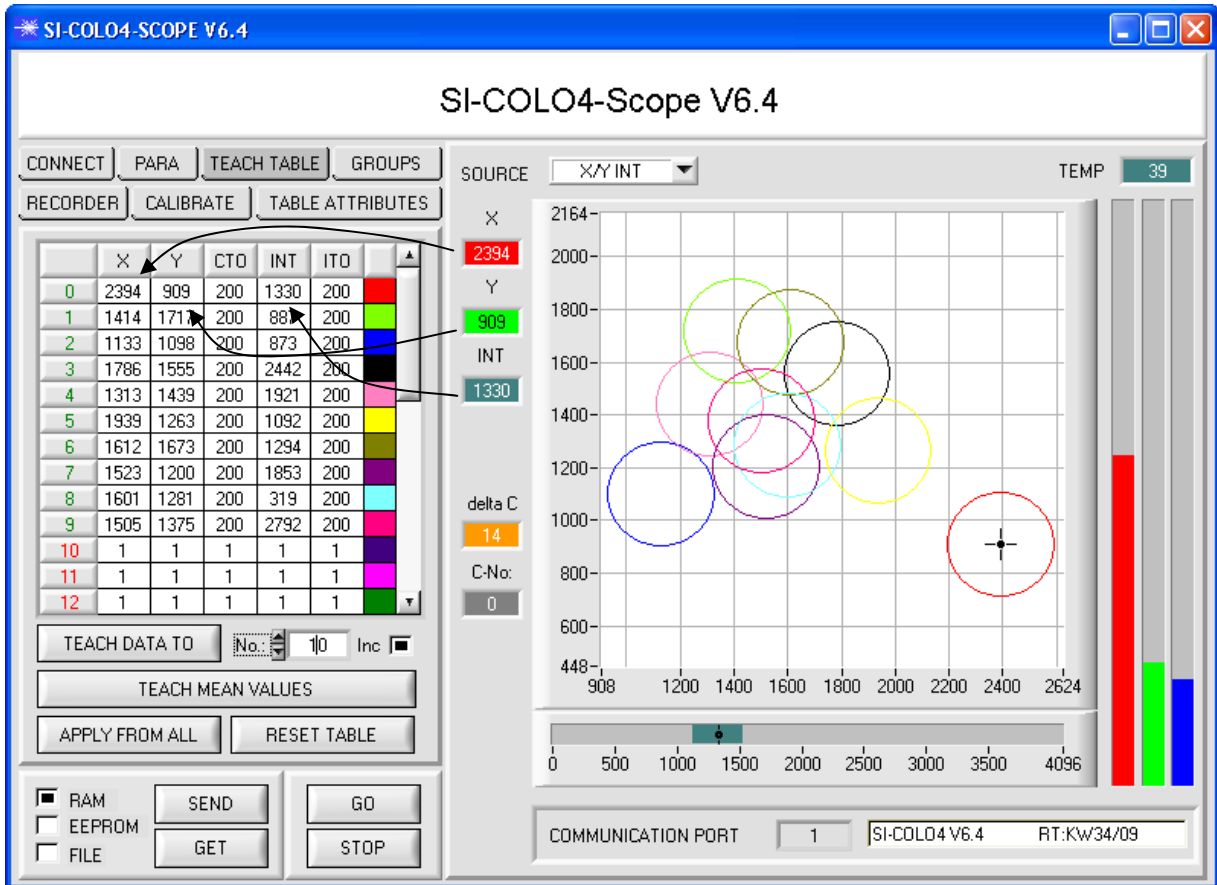 SI-COLO4-SCOPE V6.4
SI-COLO4-Scope V6.4
CONNECT PARA TEACH TABLE GROUPS
RECORDER CALIBRATE TABLE ATTRIBUTES
X Y CTO INT ITO
0 2394 909 200 1330 200
1 1414 1717 200 887 200
2 1133 1098 200 873 200
3 1786 1555 200 2442 200
4 1313 1439 200 1921 200
5 1939 1263 200 1092 200
6 1612 1673 200 1294 200
7 1523 1200 200 1853 200
8 1601 1281 200 319 200
9 1505 1375 200 2792 200
10 1 1 1 1 1
11 1 1 1 1 1
12 1 1 1 1 1
TEACH DATA TO No.: 10 Inc
TEACH MEAN VALUES
APPLY FROM ALL RESET TABLE
RAM
EEPROM
FILE
SEND
GET
GO
STOP
SOURCE X/Y INT
TEMP 39
X
2394
Y
909
INT
1330
delta C
14
C-No:
0
2164
2000
1800
1600
1400
1200
1000
800
600
448
908 1200 1400 1600 1800 2000 2200 2400 2624
0 500 1000 1500 2000 2500 3000 3500 4096
COMMUNICATION PORT 1 SI-COLO4 V6.4 RT:KW34/09